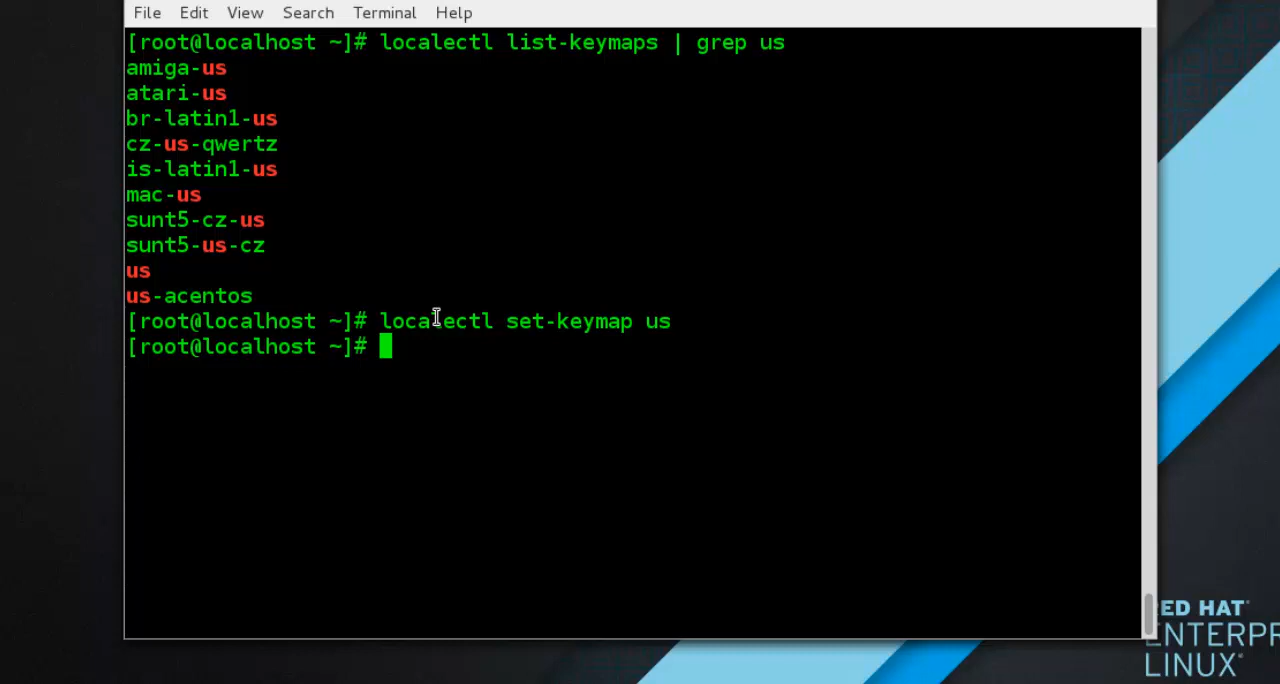 File Edit View Search Terminal Help
[root@localhost ~]# localectl list-keymaps | grep us
amiga-us
atari-us
br-latin1-us
cz-us-qwertz
is-latin1-us
mac-us
sunt5-cz-us
sunt5-us-cz
us
us-acentos
[root@localhost ~]# localectl set-keymap us
[root@localhost ~]#
RED HAT
ENTERPR
LINUX